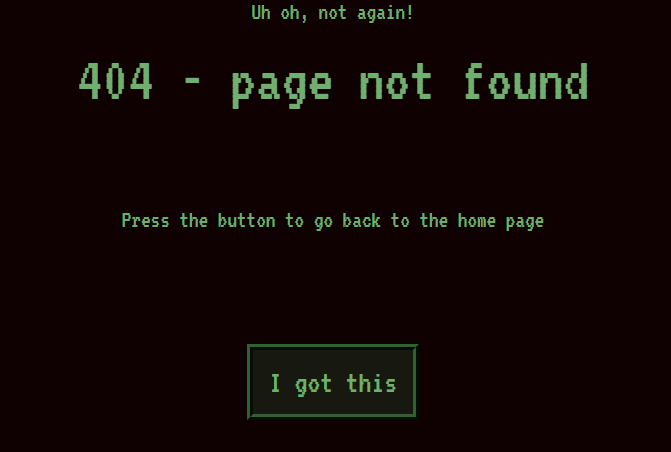 Uh oh, not again!
404 - page not found
Press the button to go back to the home page
I got this